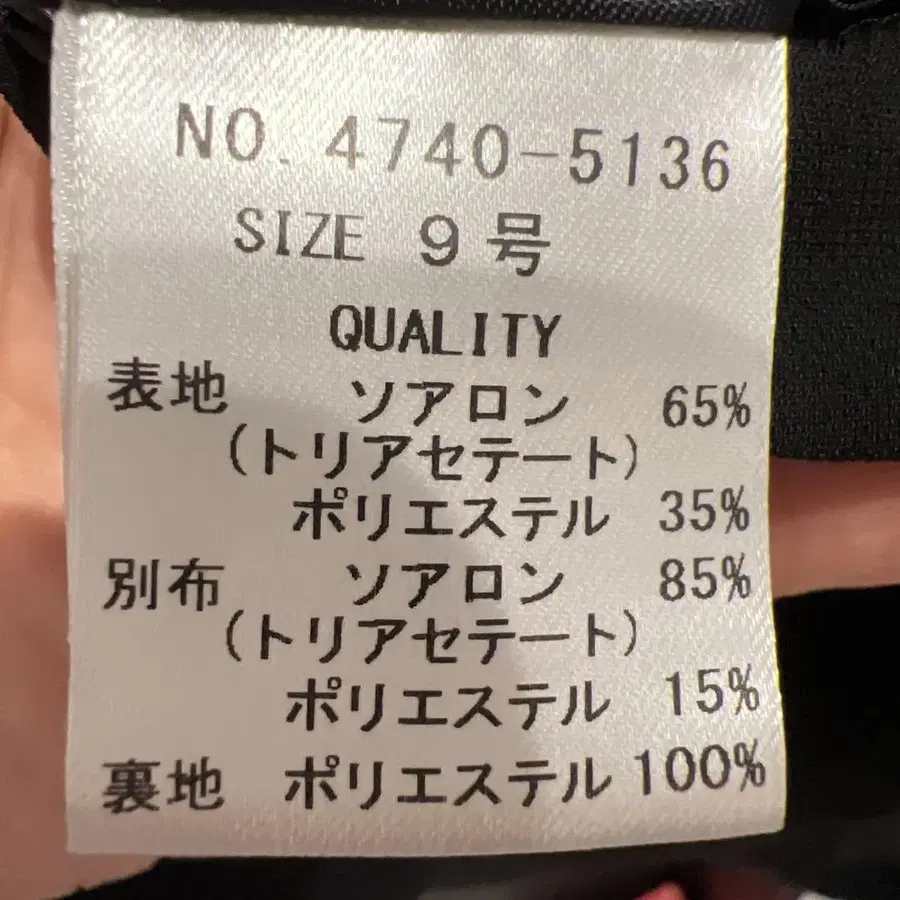 NO. 4740-5136
SIZE 9 号
QUALITY
表地 ソアロン 65%
(トリアセテート)
ポリエステル 35%
別布 ソアロン 85%
(トリアセテート)
ポリエステル 15%
裏地 ポリエステル 100%